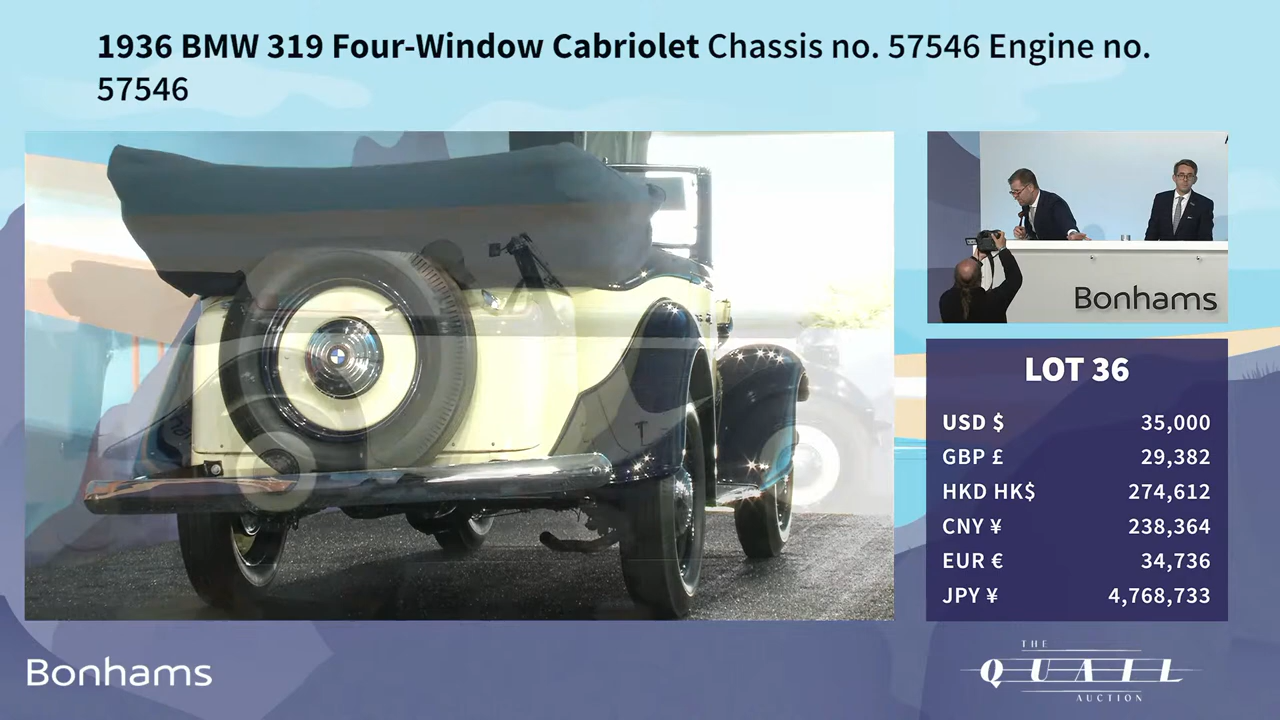 1936 BMW 319 Four-Window Cabriolet Chassis no. 57546 Engine no.
57546
Bonhams
LOT 36
USD $ 35,000
GBP £ 29,382
HKD HK$ 274,612
CNY ¥ 238,364
EUR € 34,736
JPY ¥ 4,768,733
Bonhams
THE
QUAIL
AUCTION